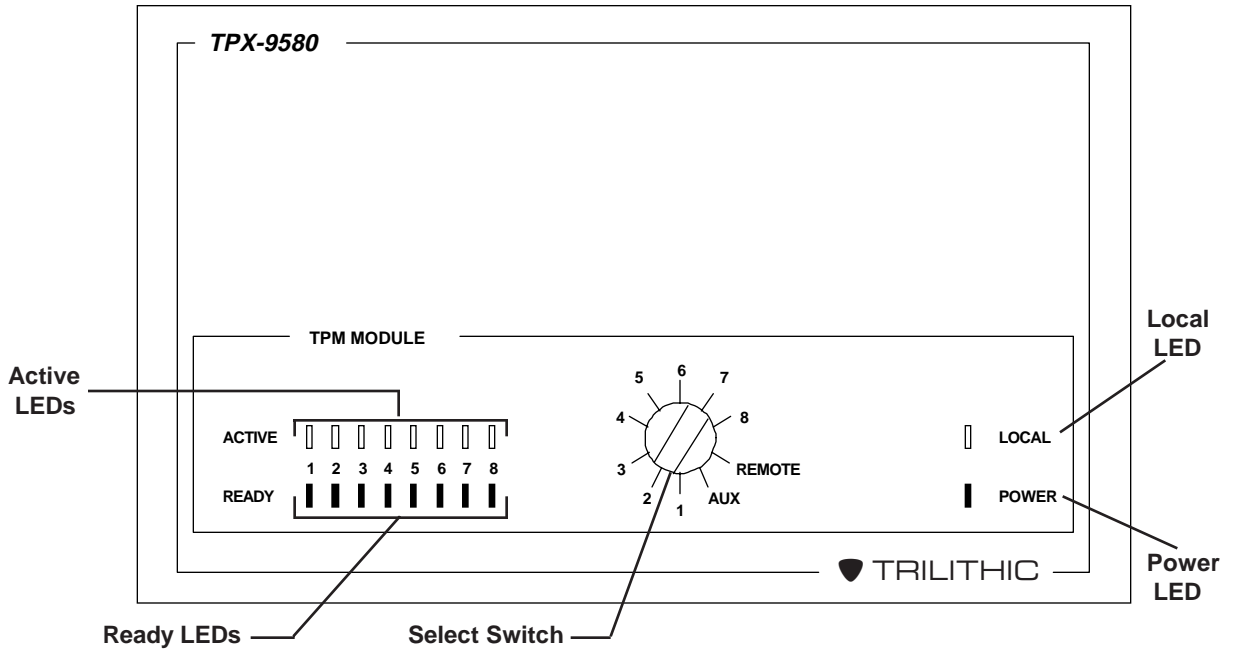 TPX-9580
TPM MODULE
Local
LED
Active
LEDs
ACTIVE
1 2 3 4 5 6 7 8
READY
5 6 7
4 8
3 REMOTE
2 1 AUX
LOCAL
POWER
TRILITHIC
Power
LED
Ready LEDs
Select Switch